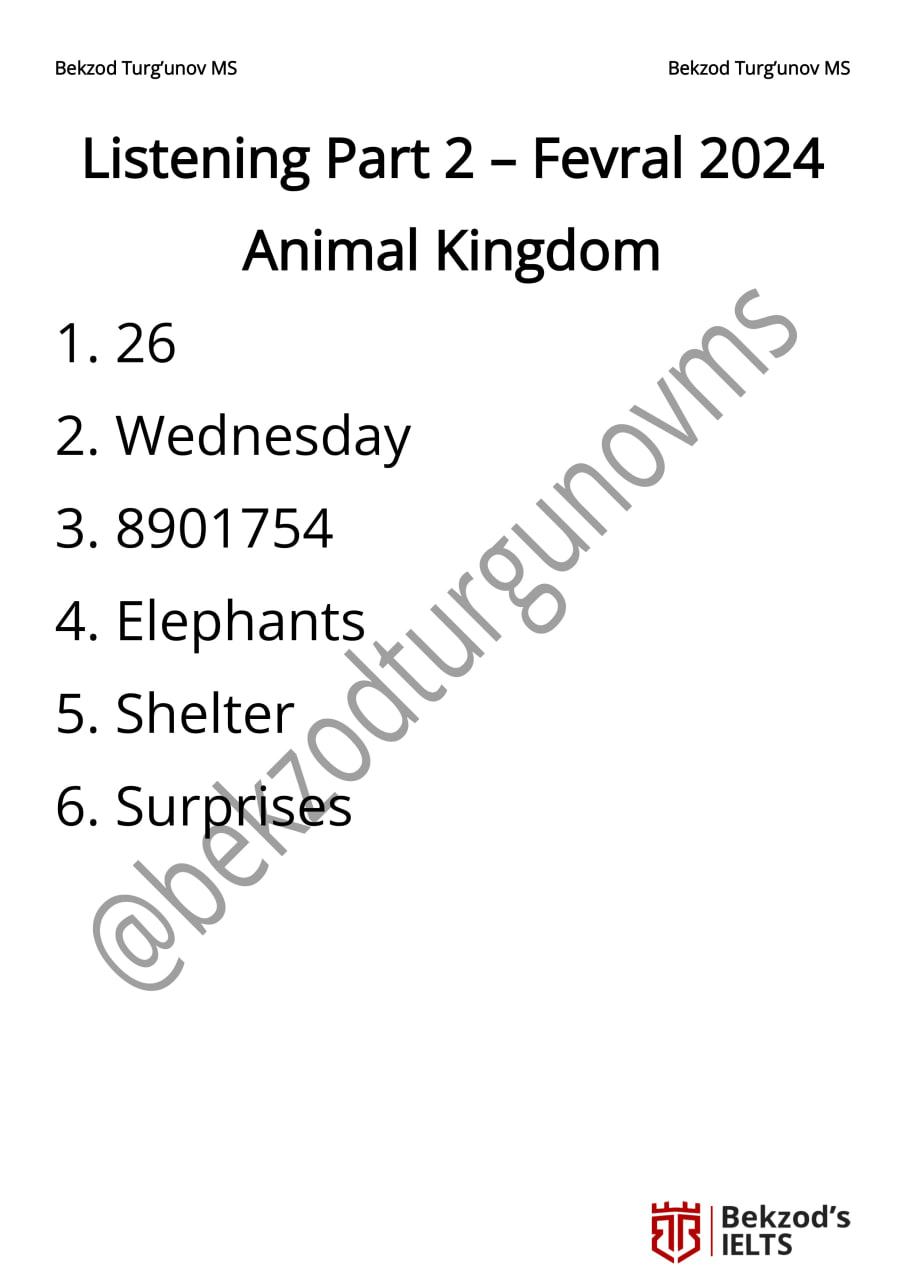 Bekzod Turg’unov MS Bekzod Turg’unov MS
Listening Part 2 – Fevral 2024
Animal Kingdom
1. 26
2. Wednesday
3. 8901754
4. Elephants
5. Shelter
6. Surprises
@bekzodturgunovms
Bekzod’s
IELTS